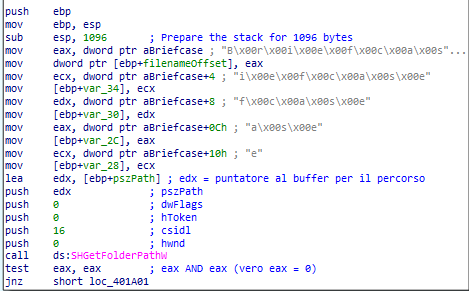 push ebp
mov ebp, esp
sub esp, 1096 ; Prepare the stack for 1096 bytes
mov eax, dword ptr aBriefcase ; "B\x00r\x00i\x00e\x00f\x00c\x00a\x00s"...
mov dword ptr [ebp+filenameOffset], eax
mov ecx, dword ptr aBriefcase+4 ; "i\x00e\x00f\x00c\x00a\x00s\x00e"
mov [ebp+var_34], ecx
mov edx, dword ptr aBriefcase+8 ; "f\x00c\x00a\x00s\x00e"
mov [ebp+var_30], edx
mov eax, dword ptr aBriefcase+0Ch ; "a\x00s\x00e"
mov [ebp+var_2C], eax
mov ecx, dword ptr aBriefcase+10h ; "e"
mov [ebp+var_28], ecx
lea edx, [ebp+pszPath] ; edx = puntatore al buffer per il percorso
push edx ; pszPath
push 0 ; dwFlags
push 0 ; hToken
push 16 ; csidl
push 0 ; hwnd
call ds:SHGetFolderPathW
test eax, eax ; eax AND eax (vero eax = 0)
jnz short loc_401A01